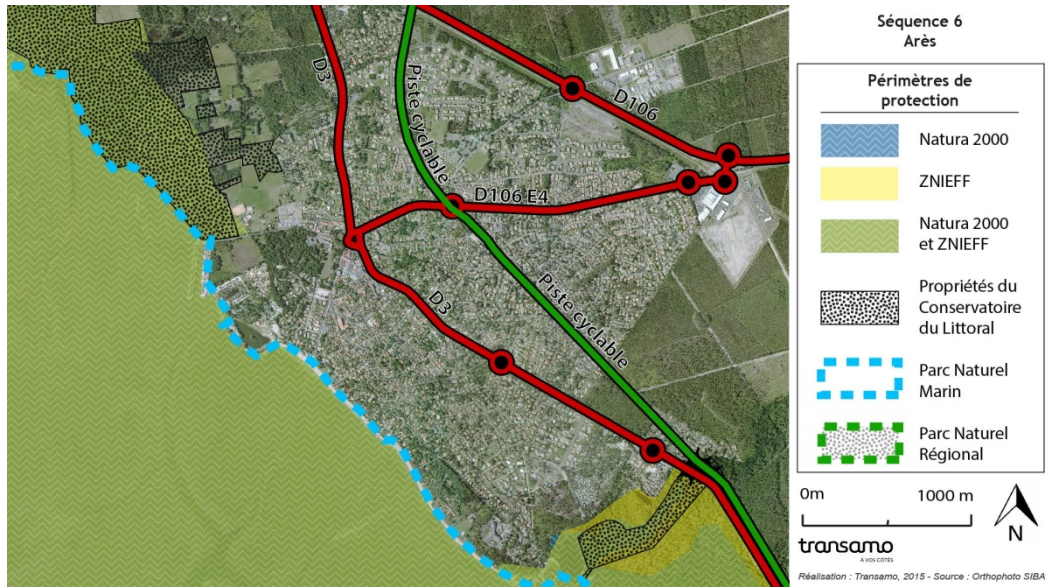 D3
Piste cyclable
D106
D106 E4
D3
Piste cyclable
Séquence 6
Arès
Périmètres de
protection
Natura 2000
ZNIEFF
Natura 2000
et ZNIEFF
Propriétés du
Conservatoire
du Littoral
Parc Naturel
Marin
Parc Naturel
Régional
0m 1000 m
N
transamo
À VOS CÔTÉS
Réalisation : Transamo, 2015 - Source : Orthophoto SIBA